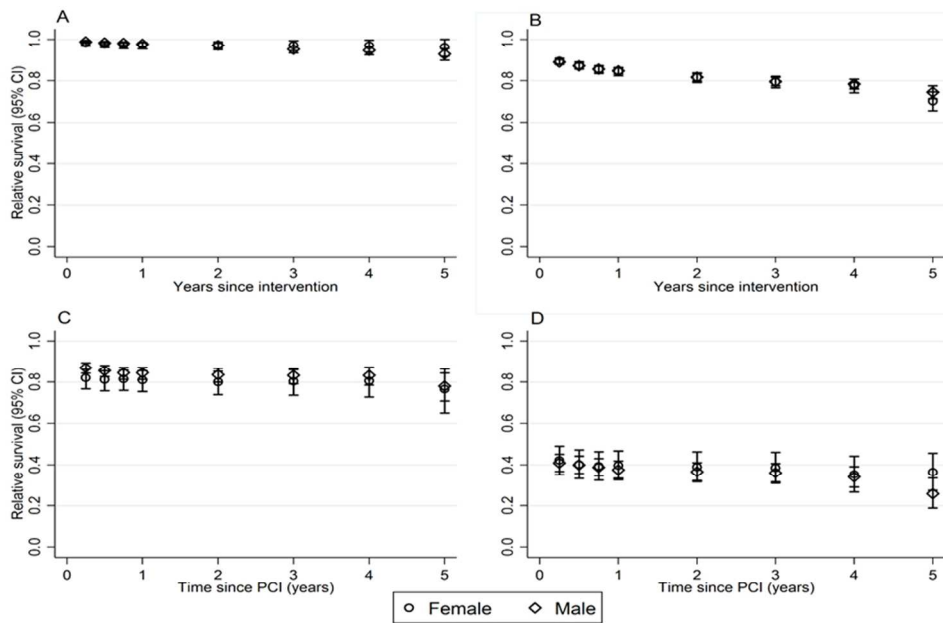 A
Relative survival (95% CI)
1.0
0.8
0.6
0.4
0.2
0.0
0 1 2 3 4 5
Years since intervention
B
1.0
0.8
0.6
0.4
0.2
0.0
0 1 2 3 4 5
Years since intervention
C
Relative survival (95% CI)
1.0
0.8
0.6
0.4
0.2
0.0
0 1 2 3 4 5
Time since PCI (years)
D
1.0
0.8
0.6
0.4
0.2
0.0
0 1 2 3 4 5
Time since PCI (years)
Female Male